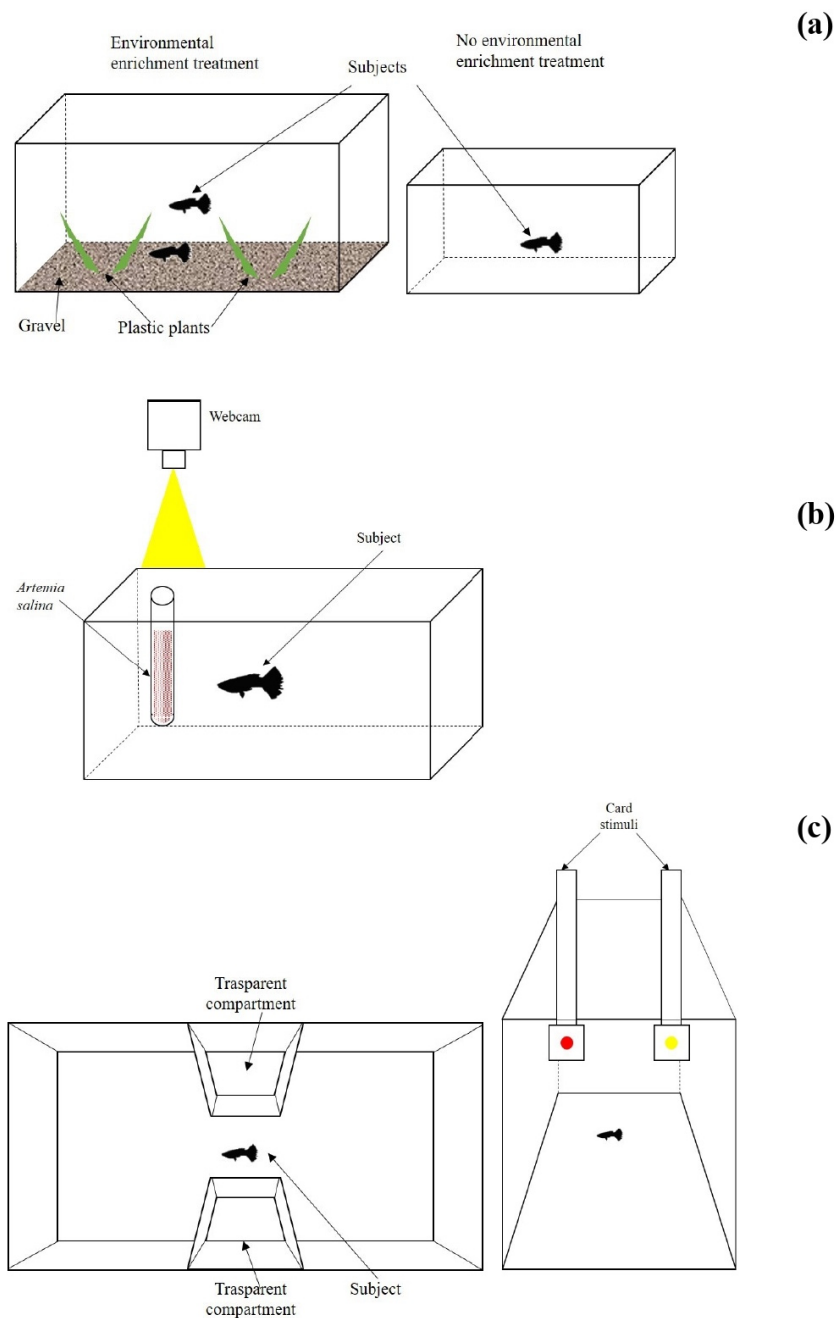 (a)
Environmental
enrichment treatment
No environmental
enrichment treatment
Subjects
Gravel
Plastic plants
(b)
Webcam
Subject
Artemia
salina
(c)
Card
stimuli
Trasparent
compartment
Trasparent
compartment
Subject